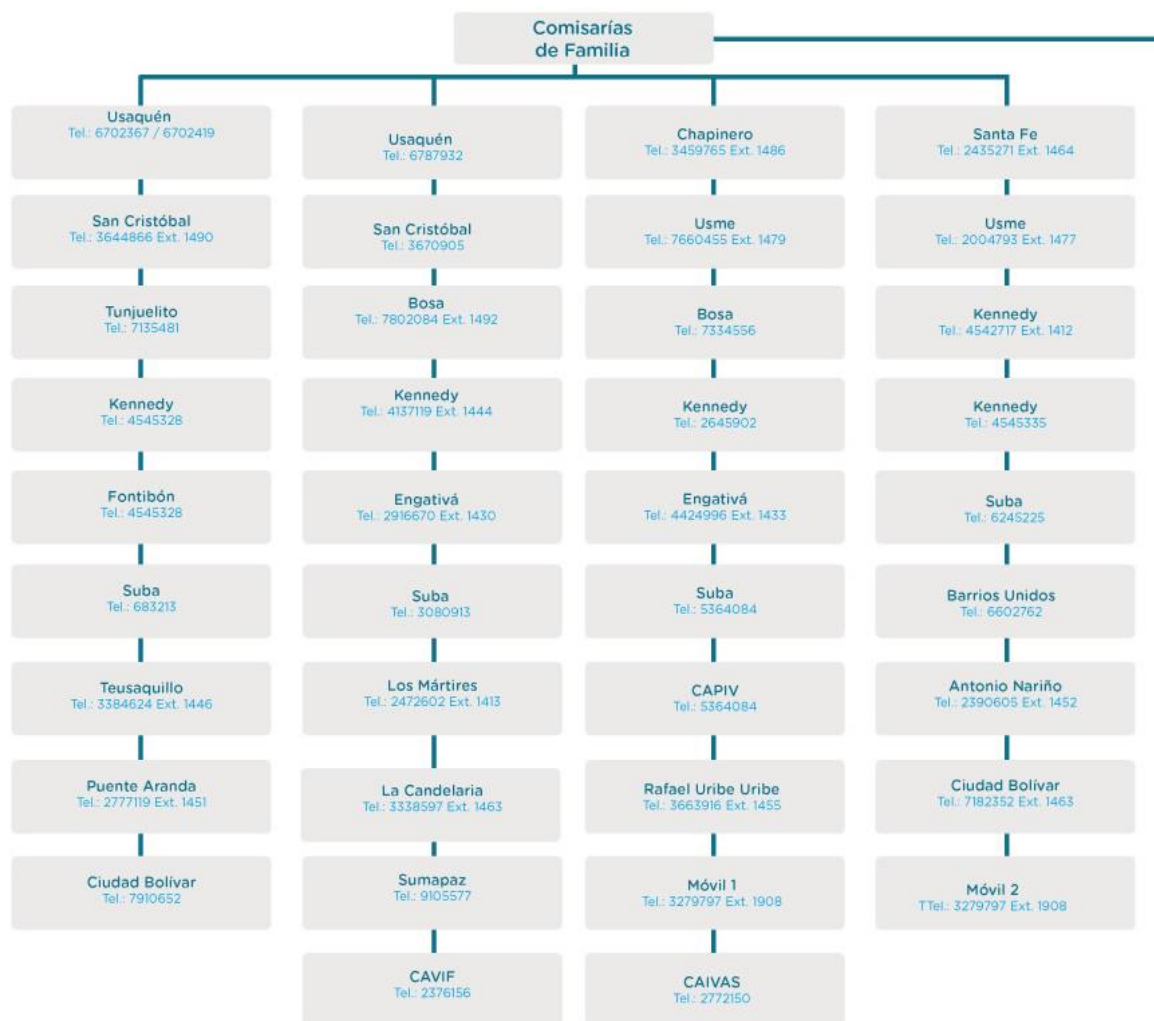 Comisarías
de Familia
Usaquén
Tel.: 6702367 / 6702419
Usaquén
Tel.: 6787932
Chapinero
Tel.: 3459765 Ext. 1486
Santa Fe
Tel.: 2435271 Ext. 1464
San Cristóbal
Tel.: 3644866 Ext. 1490
San Cristóbal
Tel.: 3670905
Usme
Tel.: 7660455 Ext. 1479
Usme
Tel.: 2004793 Ext. 1477
Tunjuelito
Tel.: 7135481
Bosa
Tel.: 7802084 Ext. 1492
Bosa
Tel.: 7334556
Kennedy
Tel.: 4542717 Ext. 1412
Kennedy
Tel.: 4545328
Kennedy
Tel.: 4137119 Ext. 1444
Kennedy
Tel.: 2645902
Kennedy
Tel.: 4545335
Fontibón
Tel.: 4545328
Engativá
Tel.: 2916670 Ext. 1430
Engativá
Tel.: 4424996 Ext. 1433
Suba
Tel.: 6245225
Suba
Tel.: 683213
Suba
Tel.: 3080913
Suba
Tel.: 5364084
Barrios Unidos
Tel.: 6602762
Teusaquillo
Tel.: 3384624 Ext. 1446
Los Mártires
Tel.: 2472602 Ext. 1413
CAPIV
Tel.: 5364084
Antonio Nariño
Tel.: 2390605 Ext. 1452
Puente Aranda
Tel.: 2777119 Ext. 1451
La Candelaria
Tel.: 3338597 Ext. 1463
Rafael Uribe Uribe
Tel.: 3663916 Ext. 1455
Ciudad Bolívar
Tel.: 7182352 Ext. 1463
Ciudad Bolívar
Tel.: 7910652
Sumapaz
Tel.: 9105577
Móvil 1
Tel.: 3279797 Ext. 1908
Móvil 2
TTel.: 3279797 Ext. 1908
CAVIF
Tel.: 2376156
CAIVAS
Tel.: 2772150